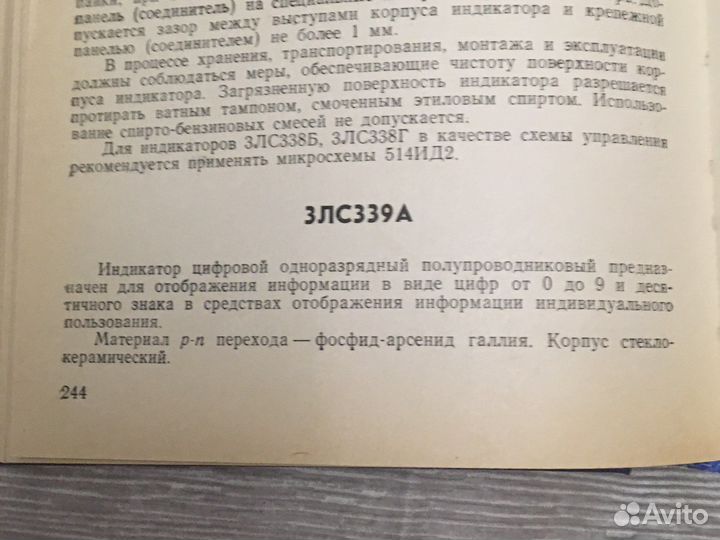 панель (соединитель) на специальные
пускается зазор между выступами корпуса индикатора и крепежной
панелью (соединителем) не более 1 мм.
В процессе хранения, транспортирования, монтажа и эксплуатации
должны соблюдаться меры, обеспечивающие чистоту поверхности кор-
пуса индикатора. Загрязненную поверхность индикатора разрешается
протирать ватным тампоном, смоченным этиловым спиртом. Использо-
вание спирто-бензиновых смесей не допускается.
Для индикаторов 3ЛС338Б, 3ЛС338Г в качестве схемы управления
рекомендуется применять микросхемы 514ИД2.
3ЛС339А
Индикатор цифровой одноразрядный полупроводниковый предназ-
начен для отображения информации в виде цифр от 0 до 9 и деся-
тичного знака в средствах отображения информации индивидуального
пользования.
Материал p-n перехода — фосфид-арсенид галлия. Корпус стекло-
керамический.
244
Avito